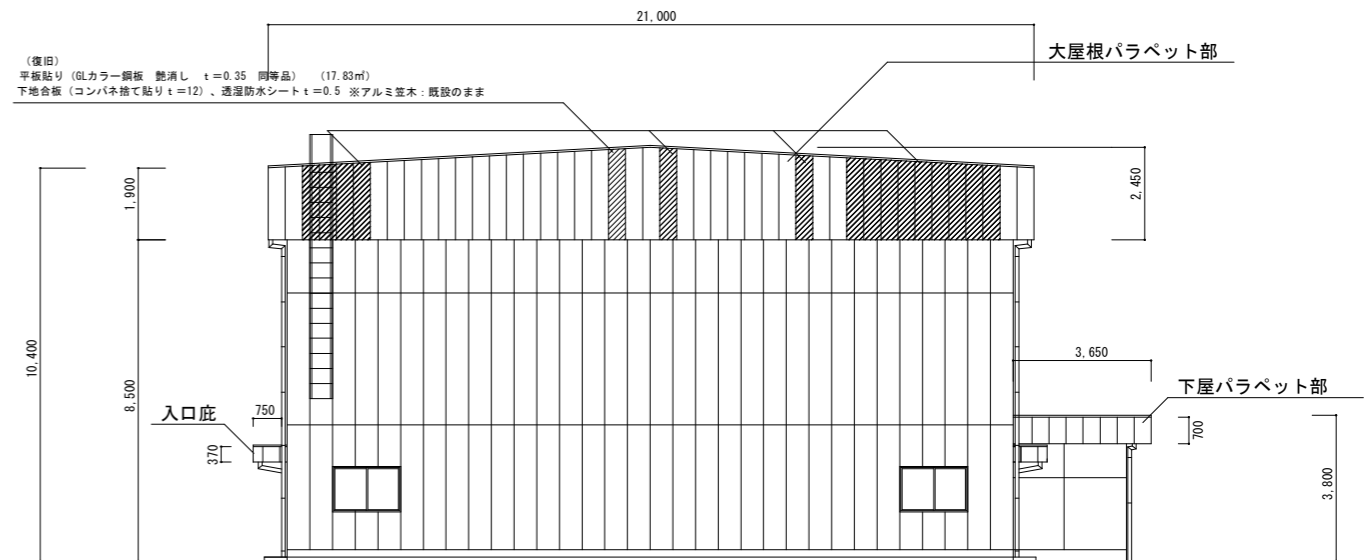 21,000
大屋根パラペット部
（復旧）
平板貼り（GLカラー鋼板　艶消し　ｔ＝0.35　同等品）　（17.83㎡）
下地合板（コンパネ捨て貼りｔ=12）、透湿防水シートｔ＝0.5 ※アルミ笠木：既設のまま
1,900
2,450
10,400
8,500
3,650
入口庇
750
下屋パラペット部
370
700
3,800